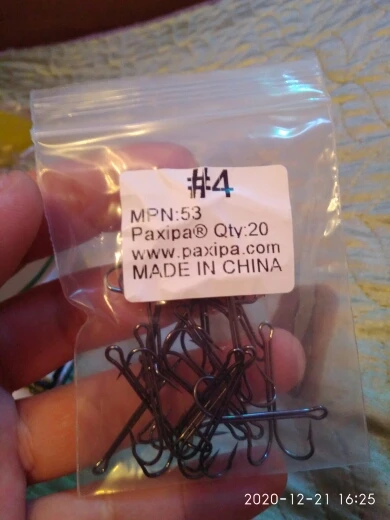 #4
MPN:53
Paxipa® Qty:20
www.paxipa.com
MADE IN CHINA
2020-12-21 16:25